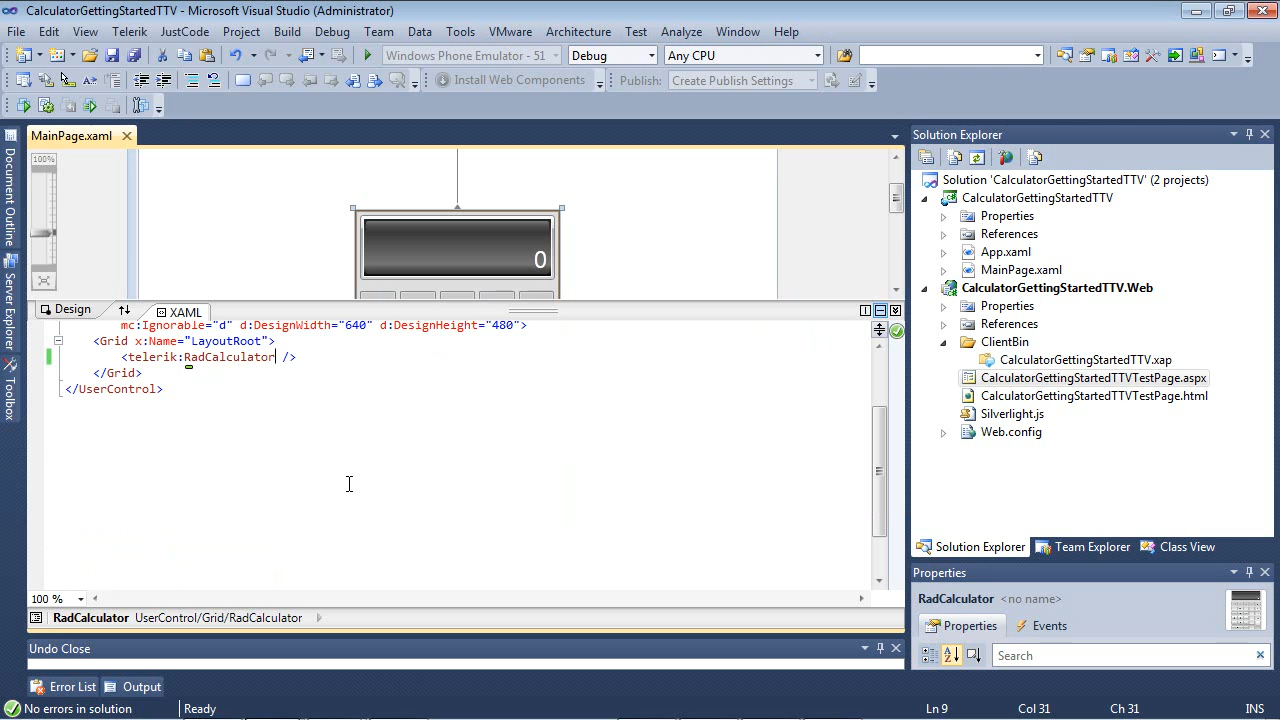 CalculatorGettingStartedTTV - Microsoft Visual Studio (Administrator)
File Edit View Telerik JustCode Project Build Debug Team Data Tools VMware Architecture Test Analyze Window Help
Windows Phone Emulator - 51 Debug Any CPU
Install Web Components Publish: Create Publish Settings
MainPage.xaml
Solution Explorer
100%
Document Outline
Server Explorer
Toolbox
0
Design XAML
mc:Ignorable="d" d:DesignWidth="640" d:DesignHeight="480">
<Grid x:Name="LayoutRoot">
<telerik:RadCalculator />
</Grid>
</UserControl>
100 %
RadCalculator UserControl/Grid/RadCalculator
Undo Close
Error List Output
Solution 'CalculatorGettingStartedTTV' (2 projects)
CalculatorGettingStartedTTV
Properties
References
App.xaml
MainPage.xaml
CalculatorGettingStartedTTV.Web
Properties
References
ClientBin
CalculatorGettingStartedTTV.xap
CalculatorGettingStartedTTVTestPage.aspx
CalculatorGettingStartedTTVTestPage.html
Silverlight.js
Web.config
Solution Explorer Team Explorer Class View
Properties
RadCalculator <no name>
Properties Events
Search
No errors in solution Ready Ln 9 Col 31 Ch 31 INS